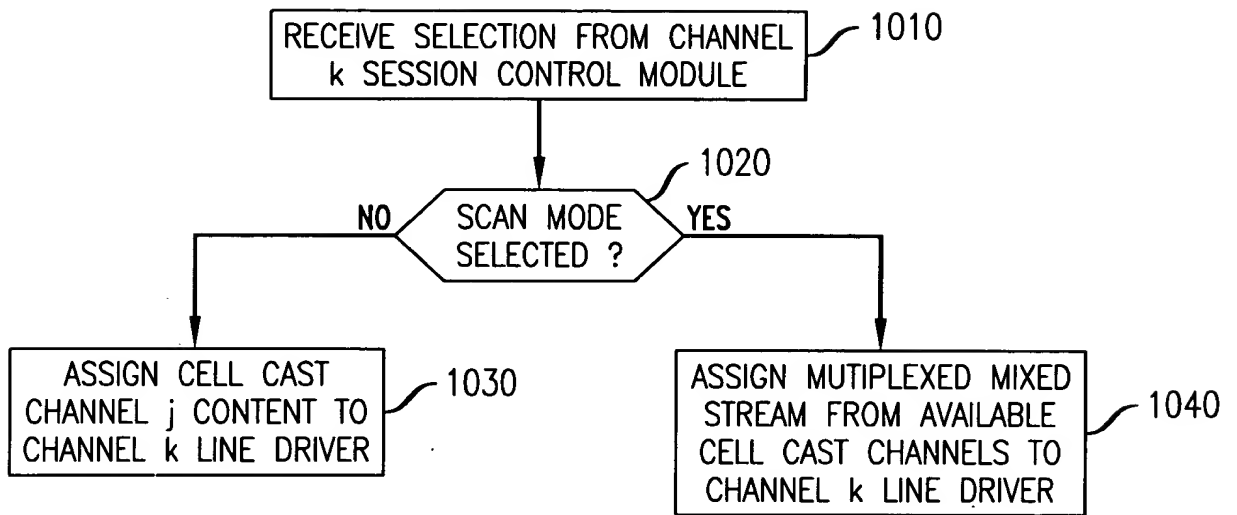 RECEIVE SELECTION FROM CHANNEL
k SESSION CONTROL MODULE
1010
1020
SCAN MODE
SELECTED ?
NO
YES
ASSIGN CELL CAST
CHANNEL j CONTENT TO
CHANNEL k LINE DRIVER
1030
ASSIGN MUTIPLEXED MIXED
STREAM FROM AVAILABLE
CELL CAST CHANNELS TO
CHANNEL k LINE DRIVER
1040